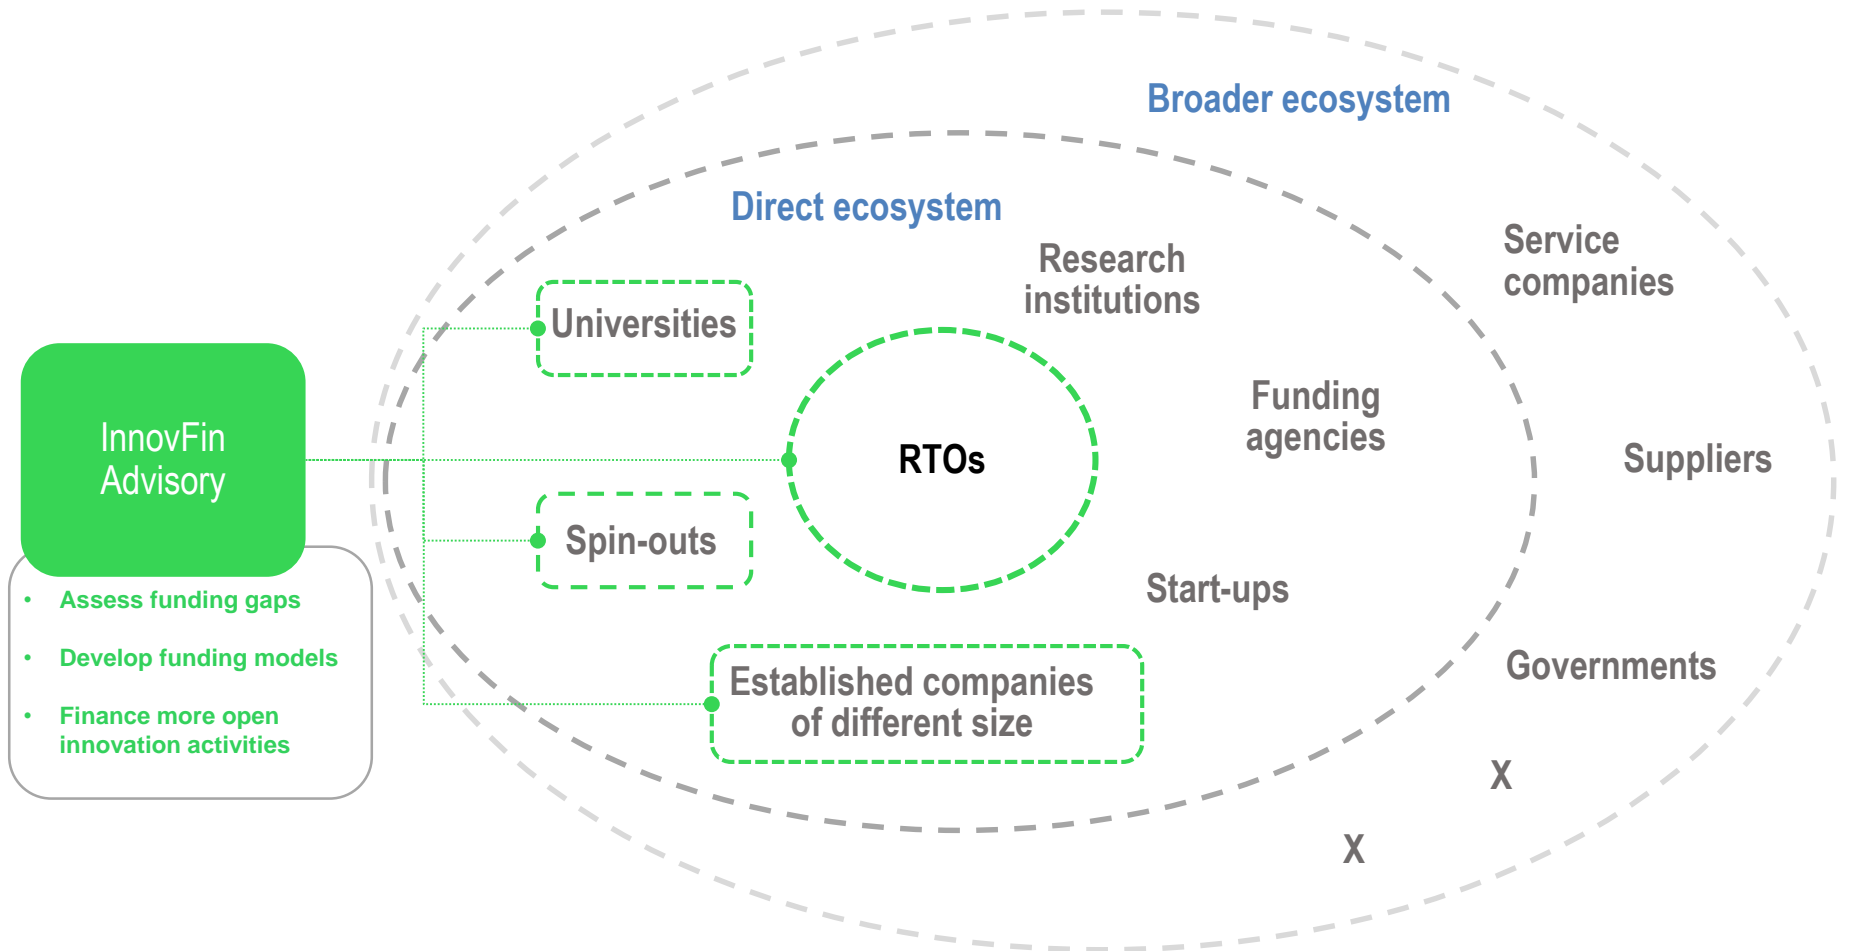 Broader ecosystem
Direct ecosystem
Research
institutions
Service
companies
Universities
Funding
agencies
InnovFin
Advisory
RTOs
Suppliers
Spin-outs
Start-ups
• Assess funding gaps
• Develop funding models
• Finance more open
innovation activities
Established companies
of different size
Governments
X
X